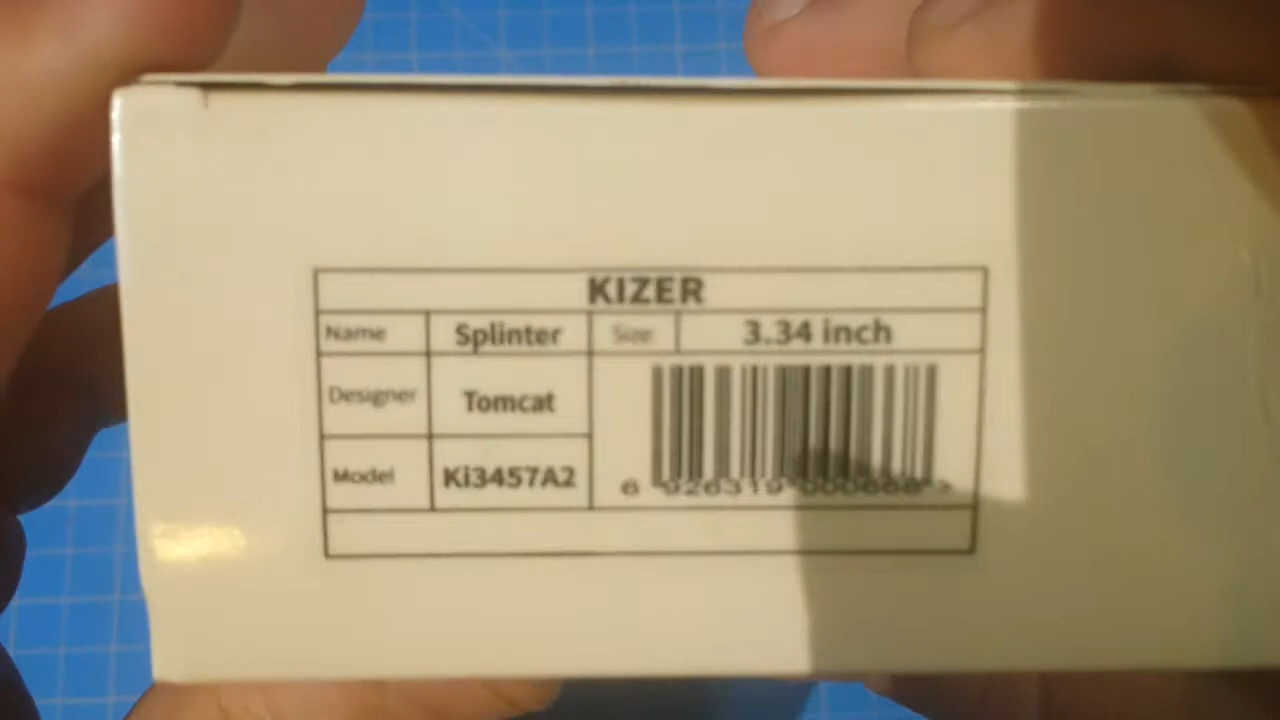 KIZER
Name Splinter Size 3.34 inch
Designer Tomcat
Model Ki3457A2